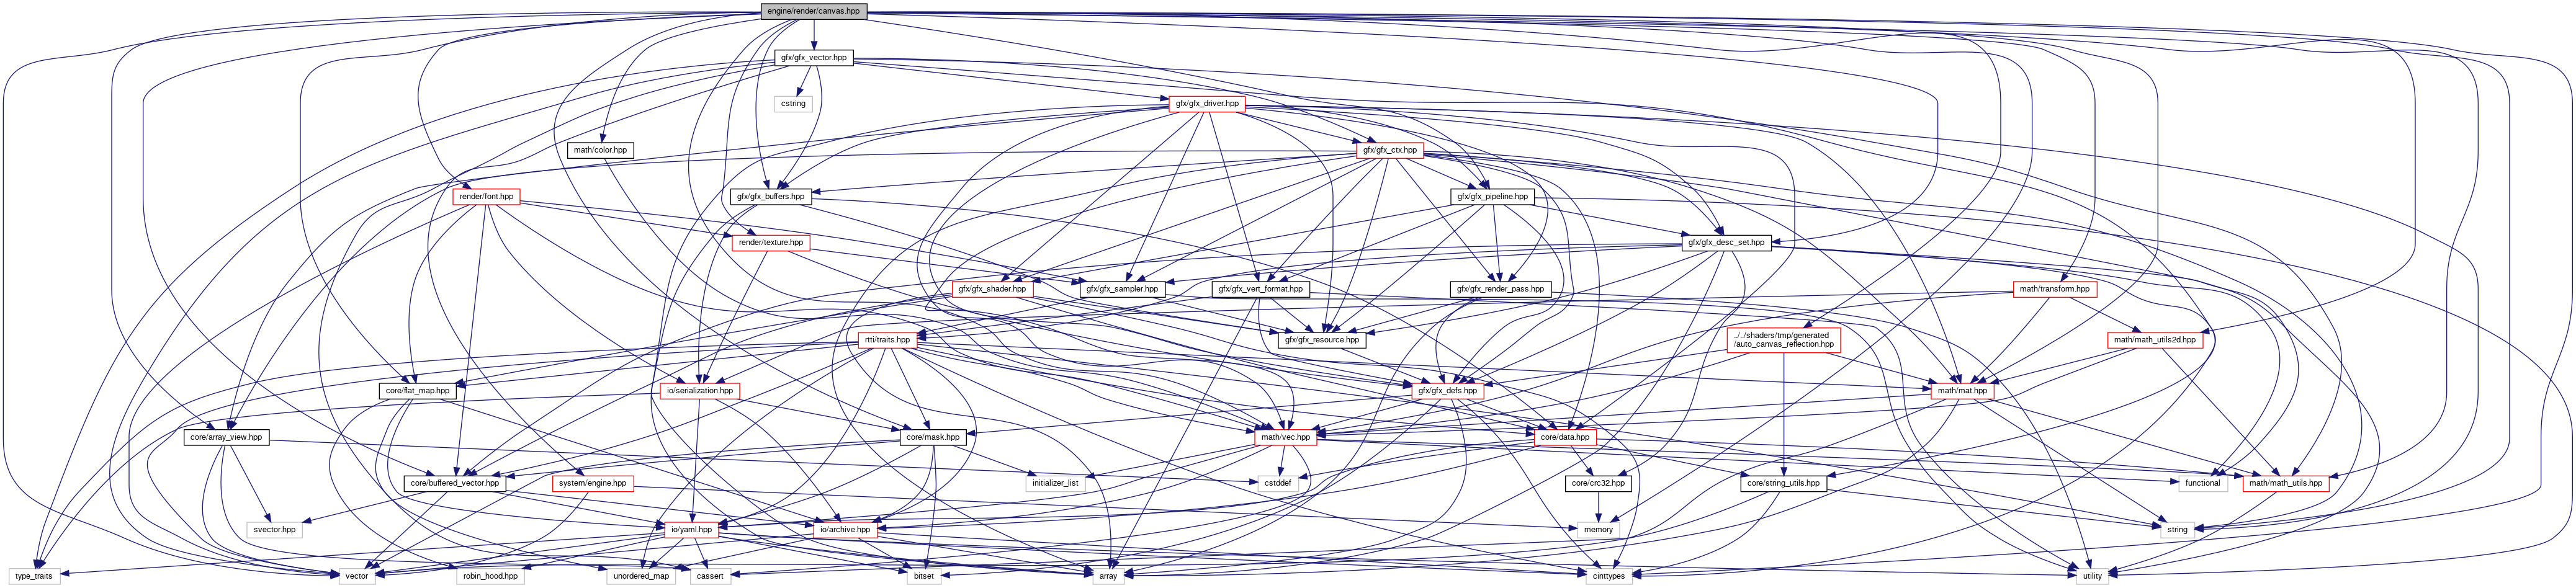 engine/render/canvas.hpp
gfx/gfx_vector.hpp
cstring
gfx/gfx_driver.hpp
math/color.hpp
gfx/gfx_ctx.hpp
render/font.hpp
gfx/gfx_buffers.hpp
gfx/gfx_pipeline.hpp
render/texture.hpp
gfx/gfx_desc_set.hpp
gfx/gfx_shader.hpp
gfx/gfx_sampler.hpp
gfx/gfx_vert_format.hpp
gfx/gfx_render_pass.hpp
math/transform.hpp
rtti/traits.hpp
gfx/gfx_resource.hpp
../../shaders/tmp/generated
/auto_canvas_reflection.hpp
math/math_utils2d.hpp
core/flat_map.hpp
io/serialization.hpp
gfx/gfx_defs.hpp
math/mat.hpp
core/array_view.hpp
core/mask.hpp
math/vec.hpp
core/data.hpp
core/buffered_vector.hpp
system/engine.hpp
initializer_list
cstddef
core/crc32.hpp
core/string_utils.hpp
functional
math/math_utils.hpp
svector.hpp
io/yaml.hpp
io/archive.hpp
memory
string
type_traits
vector
robin_hood.hpp
unordered_map
cassert
bitset
array
cinttypes
utility